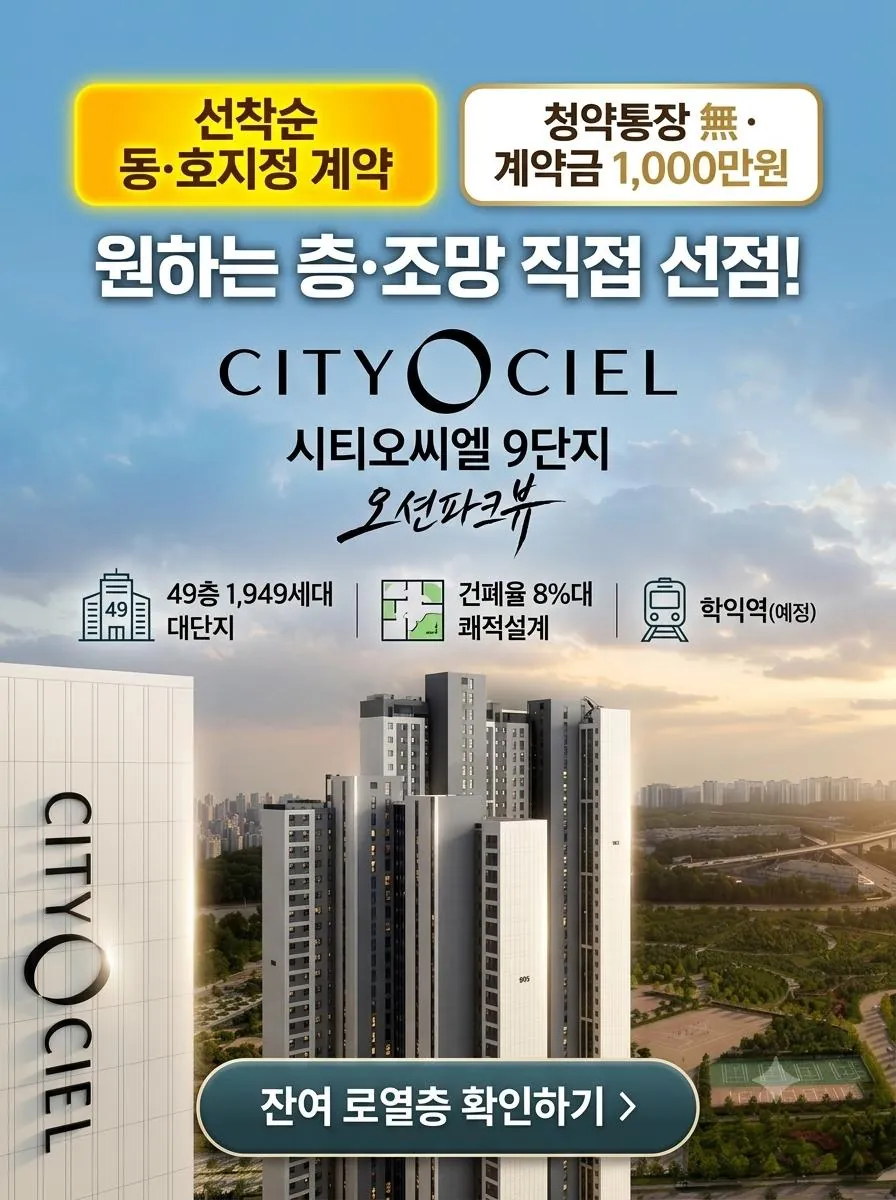 선착순
동·호지정 계약
청약통장 無·
계약금 1,000만원
원하는 층·조망 직접 선점!
CITY O CIEL
시티오씨엘 9단지
오션파크뷰
49
49층 1,949세대
대단지
건폐율 8%대
쾌적설계
학익역(예정)
CITY O CIEL
905
잔여 로열층 확인하기 >